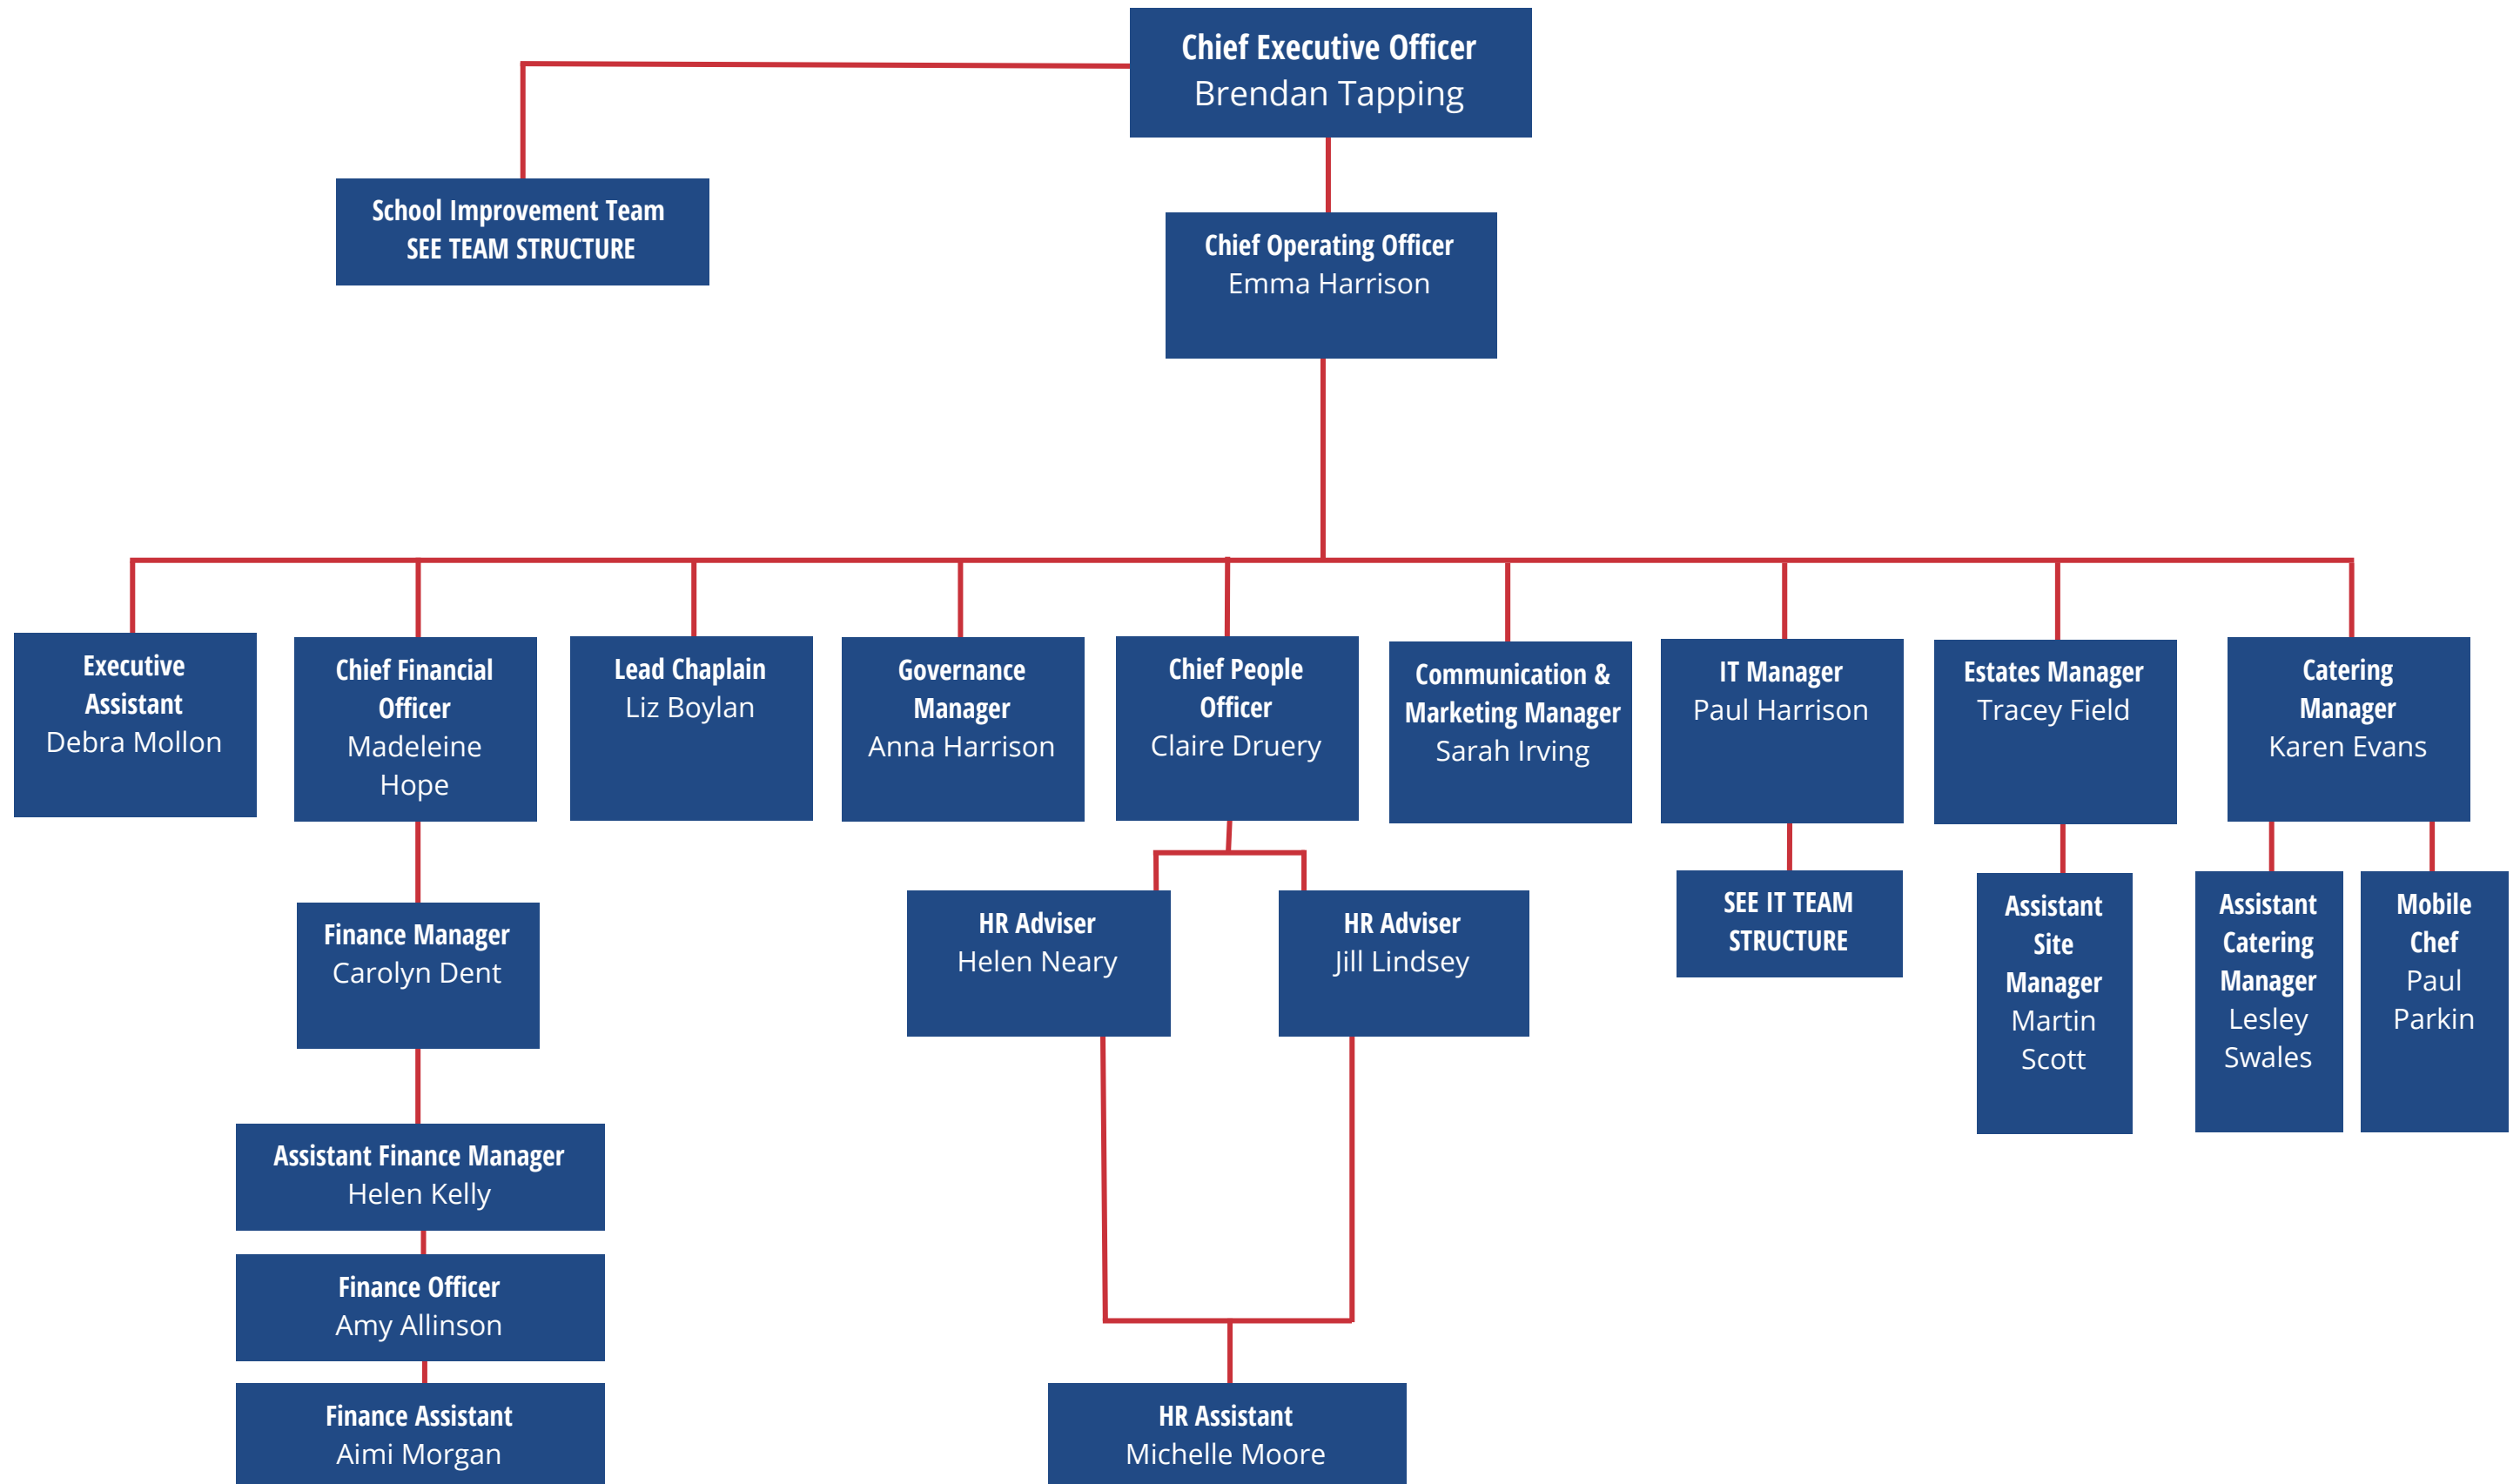 Chief Executive Officer
Brendan Tapping
School Improvement Team
SEE TEAM STRUCTURE
Chief Operating Officer
Emma Harrison
Executive
Assistant
Debra Mollon
Chief Financial
Officer
Madeleine
Hope
Lead Chaplain
Liz Boylan
Governance
Manager
Anna Harrison
Chief People
Officer
Claire Druery
Communication &
Marketing Manager
Sarah Irving
IT Manager
Paul Harrison
Estates Manager
Tracey Field
Catering
Manager
Karen Evans
Finance Manager
Carolyn Dent
HR Adviser
Helen Neary
HR Adviser
Jill Lindsey
SEE IT TEAM
STRUCTURE
Assistant
Site
Manager
Martin
Scott
Assistant
Catering
Manager
Lesley
Swales
Mobile
Chef
Paul
Parkin
Assistant Finance Manager
Helen Kelly
Finance Officer
Amy Allinson
Finance Assistant
Aimi Morgan
HR Assistant
Michelle Moore